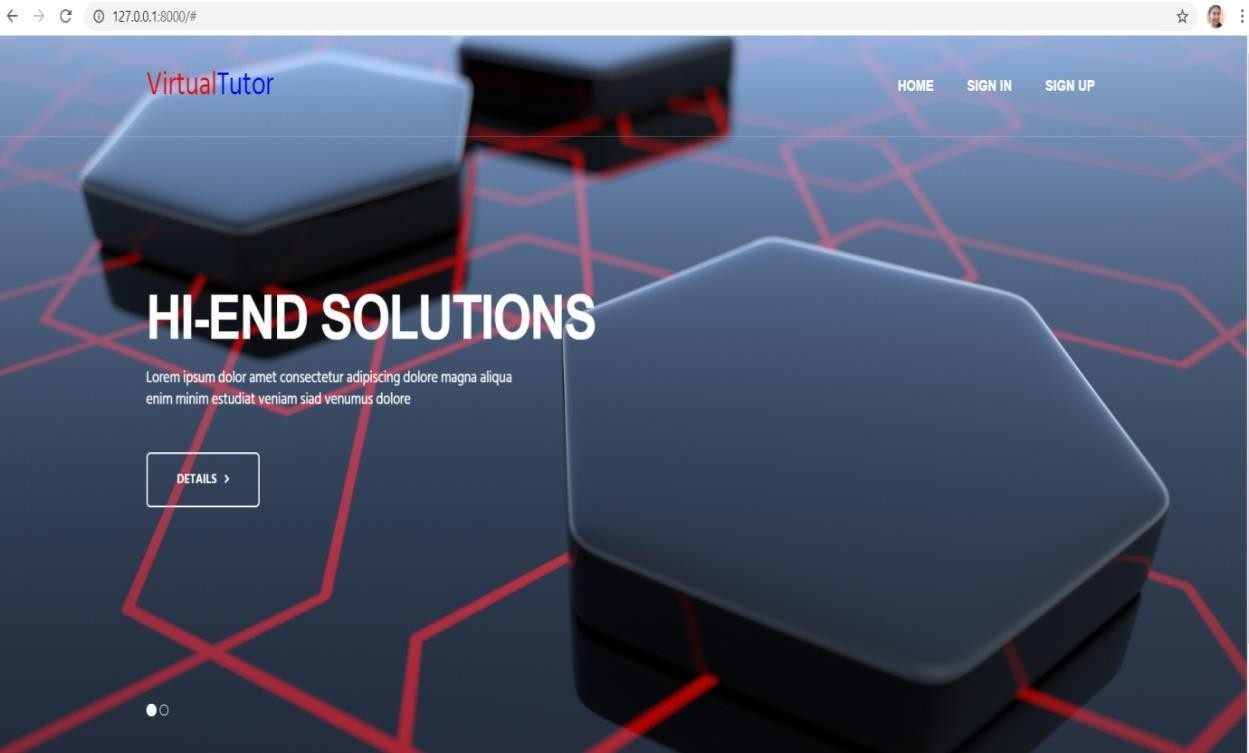 127.0.0.1:8000/#
VirtualTutor
HOME SIGN IN SIGN UP
HI-END SOLUTIONS
Lorem ipsum dolor amet consectetur adipiscing dolore magna aliqua
enim minim estudiat veniam siad venumus dolore
DETAILS >